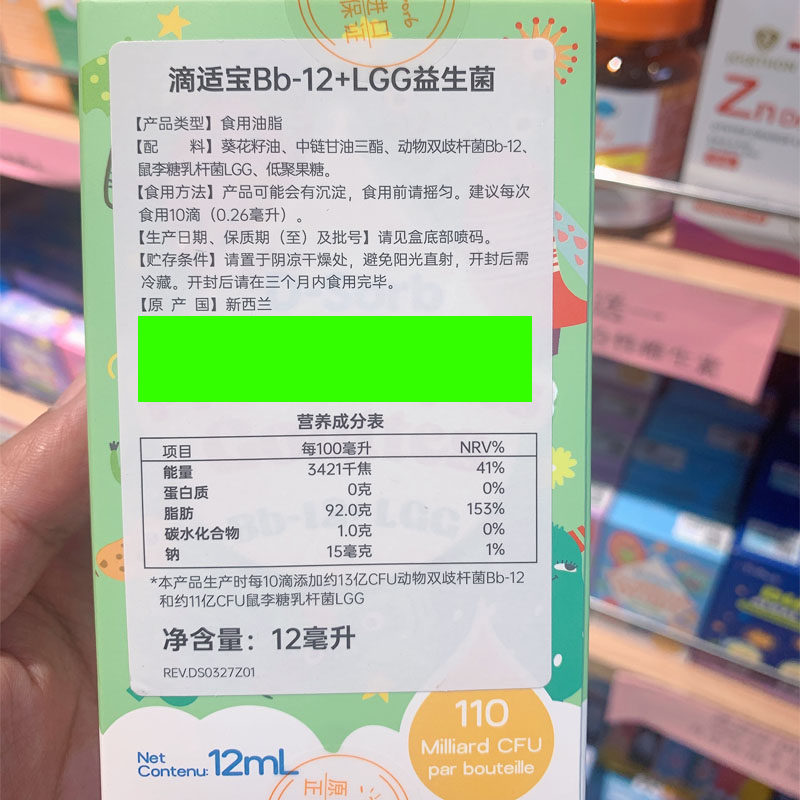 滴适宝Bb-12+LGG益生菌
【产品类型】食用油脂
【配 料】葵花籽油、中链甘油三酯、动物双歧杆菌Bb-12、
鼠李糖乳杆菌LGG、低聚果糖。
【食用方法】产品可能会有沉淀，食用前请摇匀。建议每次
食用10滴（0.26毫升）。
【生产日期、保质期（至）及批号】请见盒底部喷码。
【贮存条件】请置于阴凉干燥处，避免阳光直射，开封后需
冷藏。开封后请在三个月内食用完毕。
【原 产 国】新西兰
营养成分表
项目 每100毫升 NRV%
能量 3421千焦 41%
蛋白质 0克 0%
脂肪 92.0克 153%
碳水化合物 1.0克 0%
钠 15毫克 1%
*本产品生产时每10滴添加约13亿CFU动物双歧杆菌Bb-12
和约11亿CFU鼠李糖乳杆菌LGG
净含量：12毫升
REV.DS0327Z01
110
Milliard CFU
par bouteille
Net
Contenu: 12mL
Zn